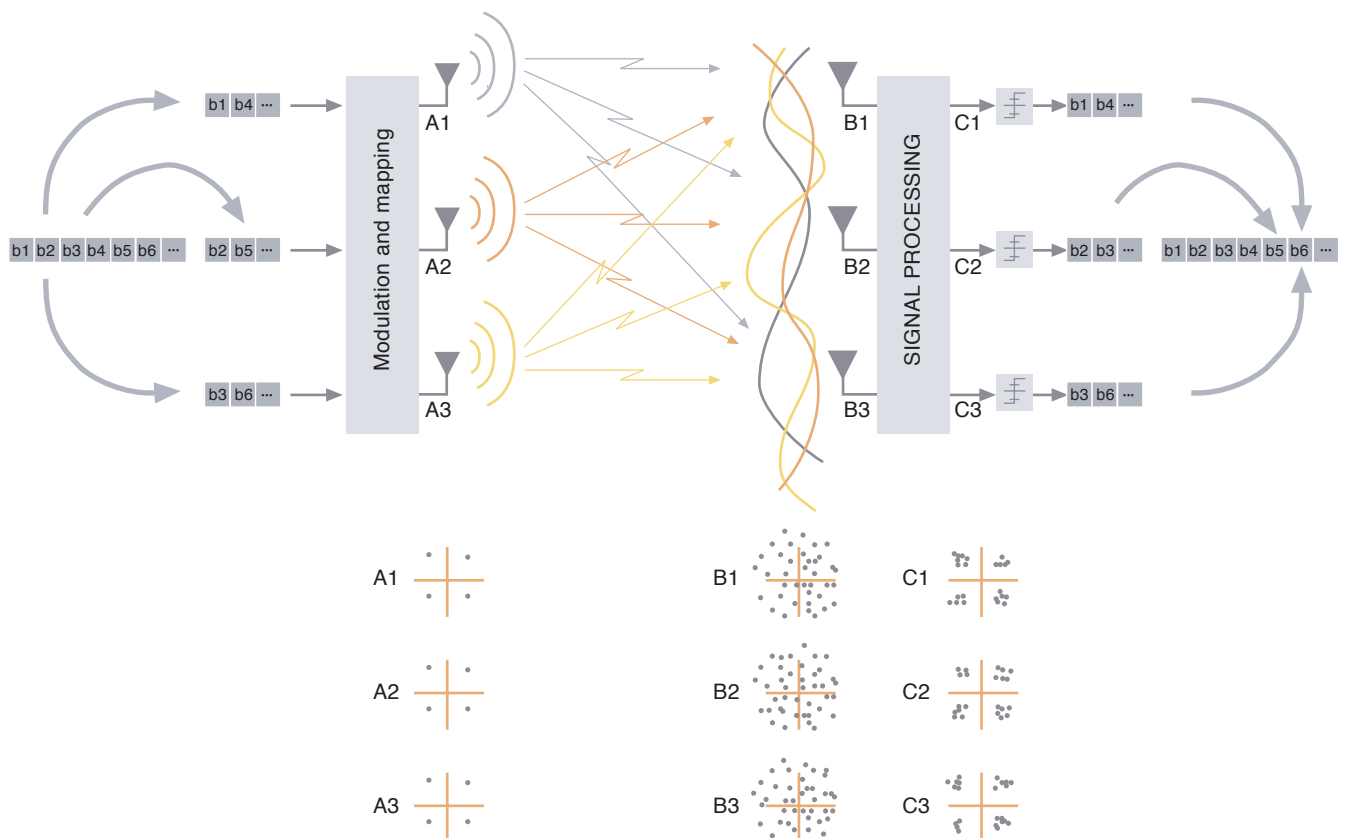 b1 b4 ...
A1
B1
C1
b1 b4 ...
Modulation and mapping
SIGNAL PROCESSING
b1 b2 b3 b4 b5 b6 ...
b2 b5 ...
A2
B2
C2
b2 b3 ...
b1 b2 b3 b4 b5 b6 ...
b3 b6 ...
A3
B3
C3
b3 b6 ...
A1
B1
C1
A2
B2
C2
A3
B3
C3